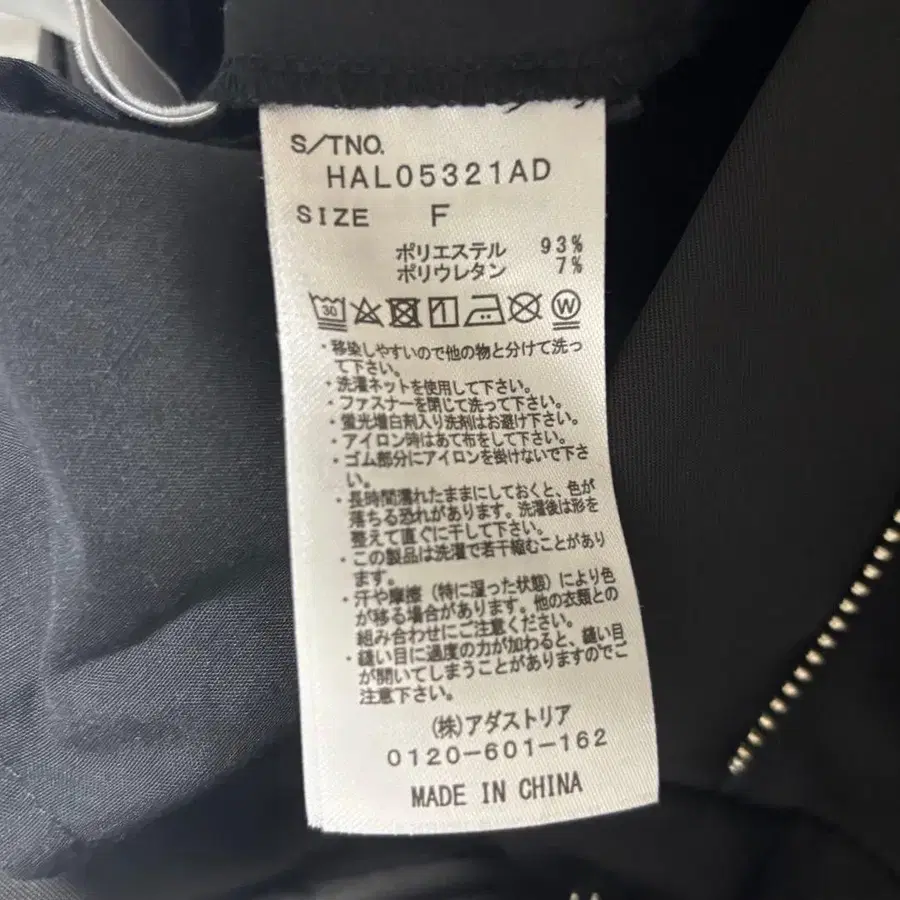 S/TNO.
HAL05321AD
SIZE F
ポリエステル 93%
ポリウレタン 7%
30
W
・移染しやすいので他の物と分けて洗っ
て下さい。
・洗濯ネットを使用して下さい。
・ファスナーを閉じて洗って下さい。
・蛍光増白剤入り洗剤はお避け下さい。
・アイロン時はあて布をして下さい。
・ゴム部分にアイロンを掛けないで下さ
い。
・長時間濡れたままにしておくと、色が
落ちる恐れがあります。洗濯後は形を
整えて直ぐに干して下さい。
・この製品は洗濯で若干縮むことがあり
ます。
・汗や摩擦（特に湿った状態）により色
が移る場合があります。他の衣類との
組み合わせにご注意ください。
・縫い目に過度の力が加わると、縫い目
が開いてしまうことがありますのでご
注意下さい。
(株)アダストリア
0120-601-162
MADE IN CHINA